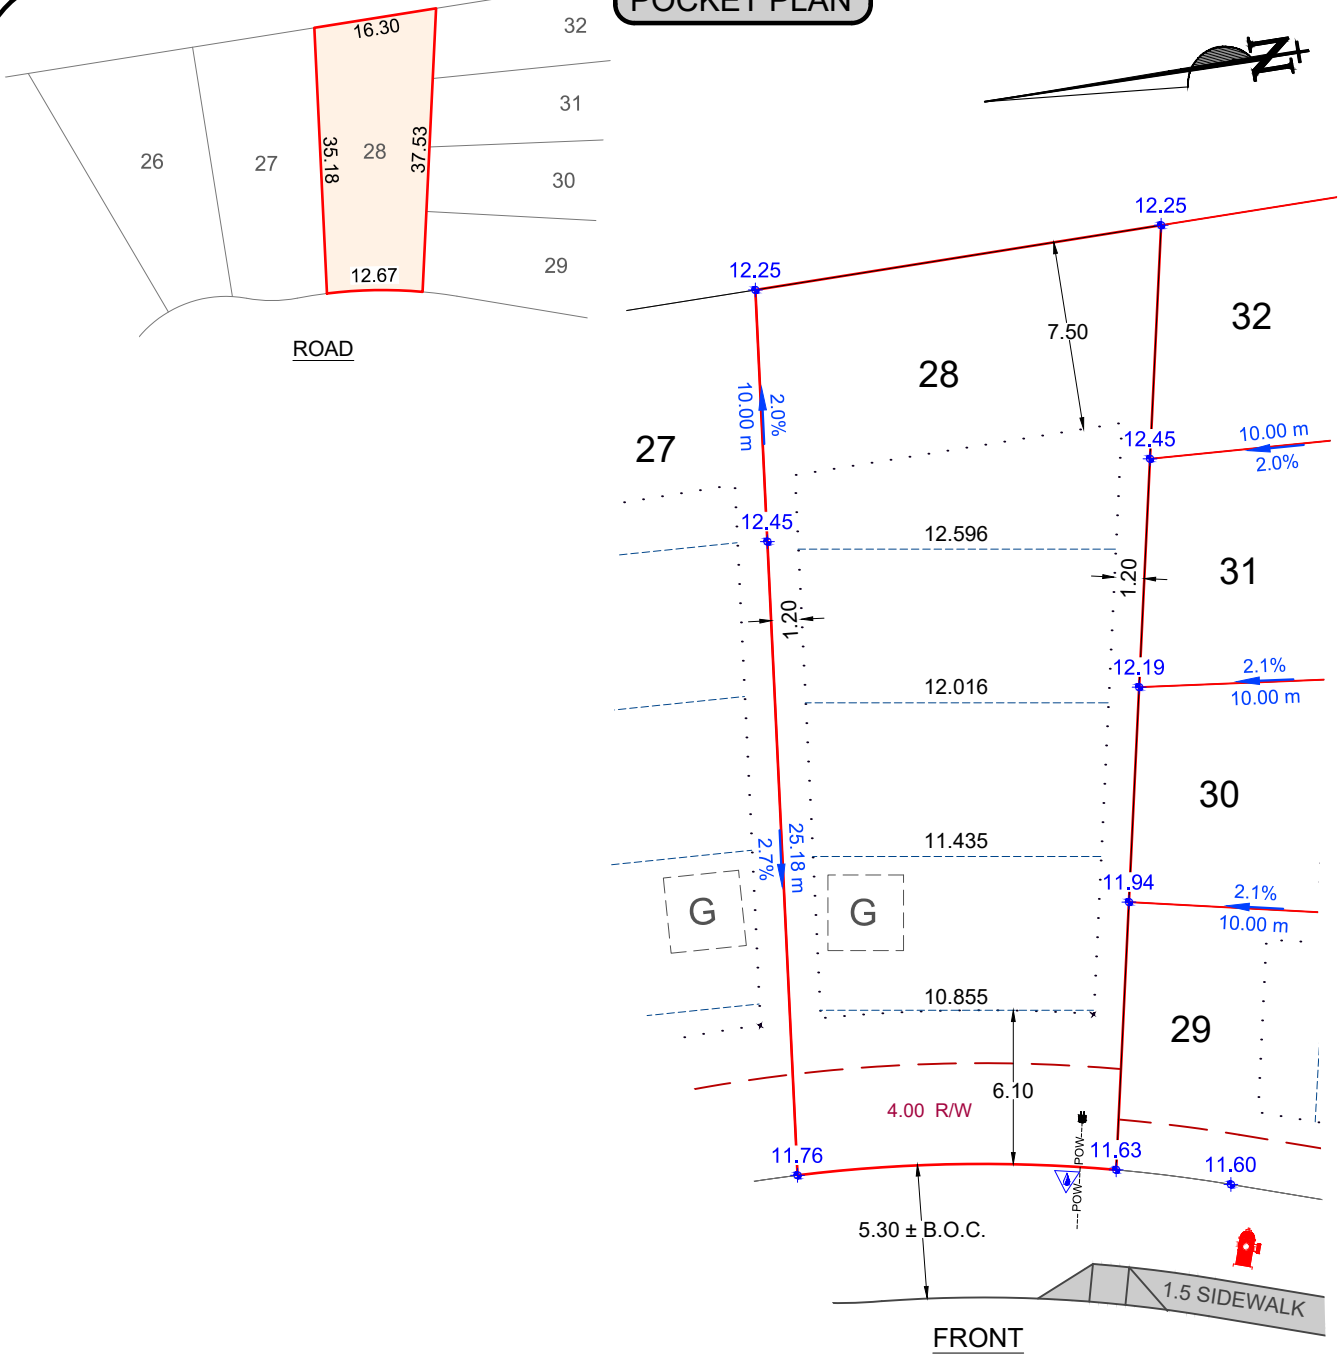 POCKET PLAN
16.30
32
31
26
27
28
35.18
37.53
30
29
12.67
ROAD
N
12.25
12.25
7.50
32
28
27
10.00 m
2.0%
12.45
10.00 m
2.0%
12.45
12.596
1.20
1.20
31
12.19
2.1%
10.00 m
12.016
30
25.18 m
2.7%
11.435
11.94
2.1%
10.00 m
G
G
10.855
29
6.10
4.00 R/W
11.76
11.63
11.60
POW
POW
5.30 ± B.O.C.
1.5 SIDEWALK
FRONT